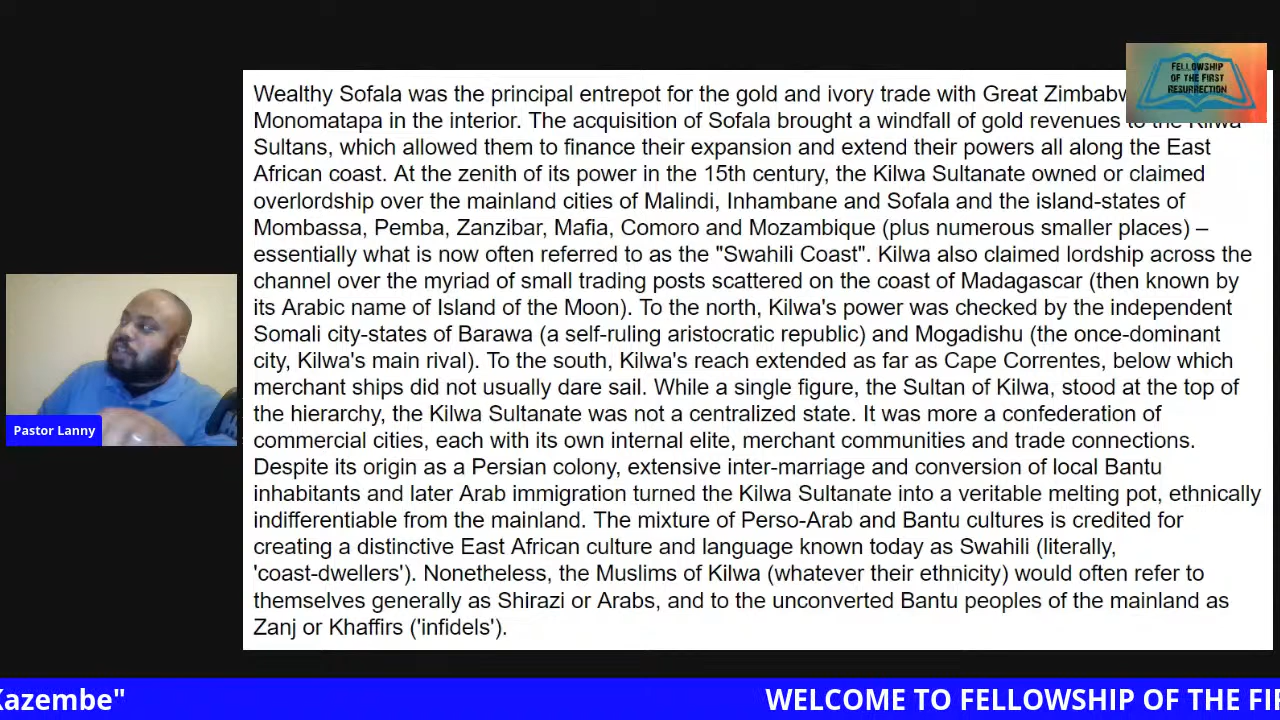 FELLOWSHIP
OF THE FIRST
RESURRECTION
Wealthy Sofala was the principal entrepot for the gold and ivory trade with Great
Monomatapa in the interior. The acquisition of Sofala brought a windfall of gold revenues to the Kilwa
Sultans, which allowed them to finance their expansion and extend their powers all along the East
African coast. At the zenith of its power in the 15th century, the Kilwa Sultanate owned or claimed
overlordship over the mainland cities of Malindi, Inhambane and Sofala and the island-states of
Mombassa, Pemba, Zanzibar, Mafia, Comoro and Mozambique (plus numerous smaller places) –
essentially what is now often referred to as the "Swahili Coast". Kilwa also claimed lordship across the
channel over the myriad of small trading posts scattered on the coast of Madagascar (then known by
its Arabic name of Island of the Moon). To the north, Kilwa's power was checked by the independent
Somali city-states of Barawa (a self-ruling aristocratic republic) and Mogadishu (the once-dominant
city, Kilwa's main rival). To the south, Kilwa's reach extended as far as Cape Correntes, below which
merchant ships did not usually dare sail. While a single figure, the Sultan of Kilwa, stood at the top of
the hierarchy, the Kilwa Sultanate was not a centralized state. It was more a confederation of
commercial cities, each with its own internal elite, merchant communities and trade connections.
Despite its origin as a Persian colony, extensive inter-marriage and conversion of local Bantu
inhabitants and later Arab immigration turned the Kilwa Sultanate into a veritable melting pot, ethnically
indifferentiable from the mainland. The mixture of Perso-Arab and Bantu cultures is credited for
creating a distinctive East African culture and language known today as Swahili (literally,
'coast-dwellers'). Nonetheless, the Muslims of Kilwa (whatever their ethnicity) would often refer to
themselves generally as Shirazi or Arabs, and to the unconverted Bantu peoples of the mainland as
Zanj or Khaffirs ('infidels').
Pastor Lanny
Kazembe" WELCOME TO FELLOWSHIP OF THE